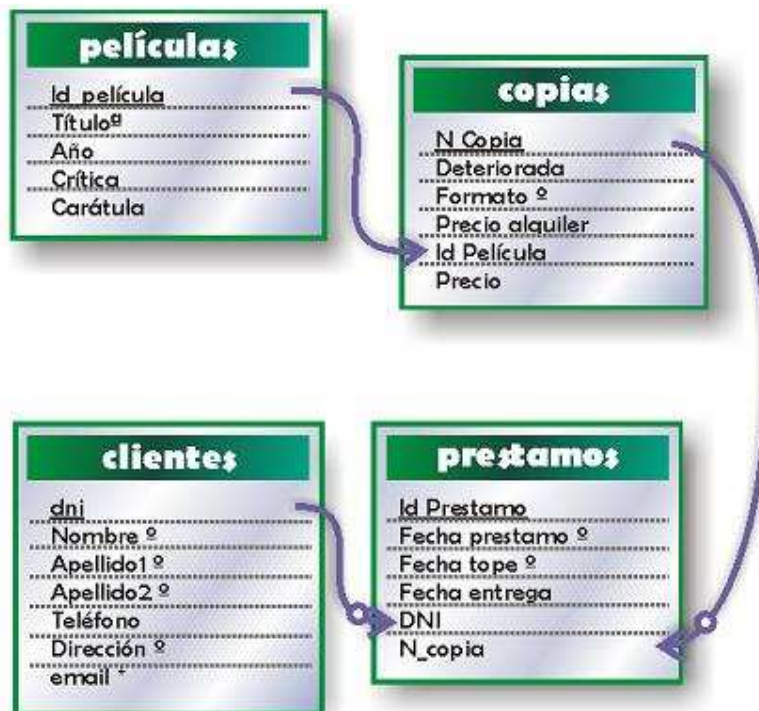 películas
Id_película
Títuloº
Año
Crítica
Carátula
copias
N Copia
Deteriorada
Formato º
Precio alquiler
Id Película
Precio
clientes
dni
Nombre º
Apellido1 º
Apellido2 º
Teléfono
Dirección º
email *
prestamos
Id Prestamo
Fecha prestamo º
Fecha tope º
Fecha entrega
DNI
N_copia